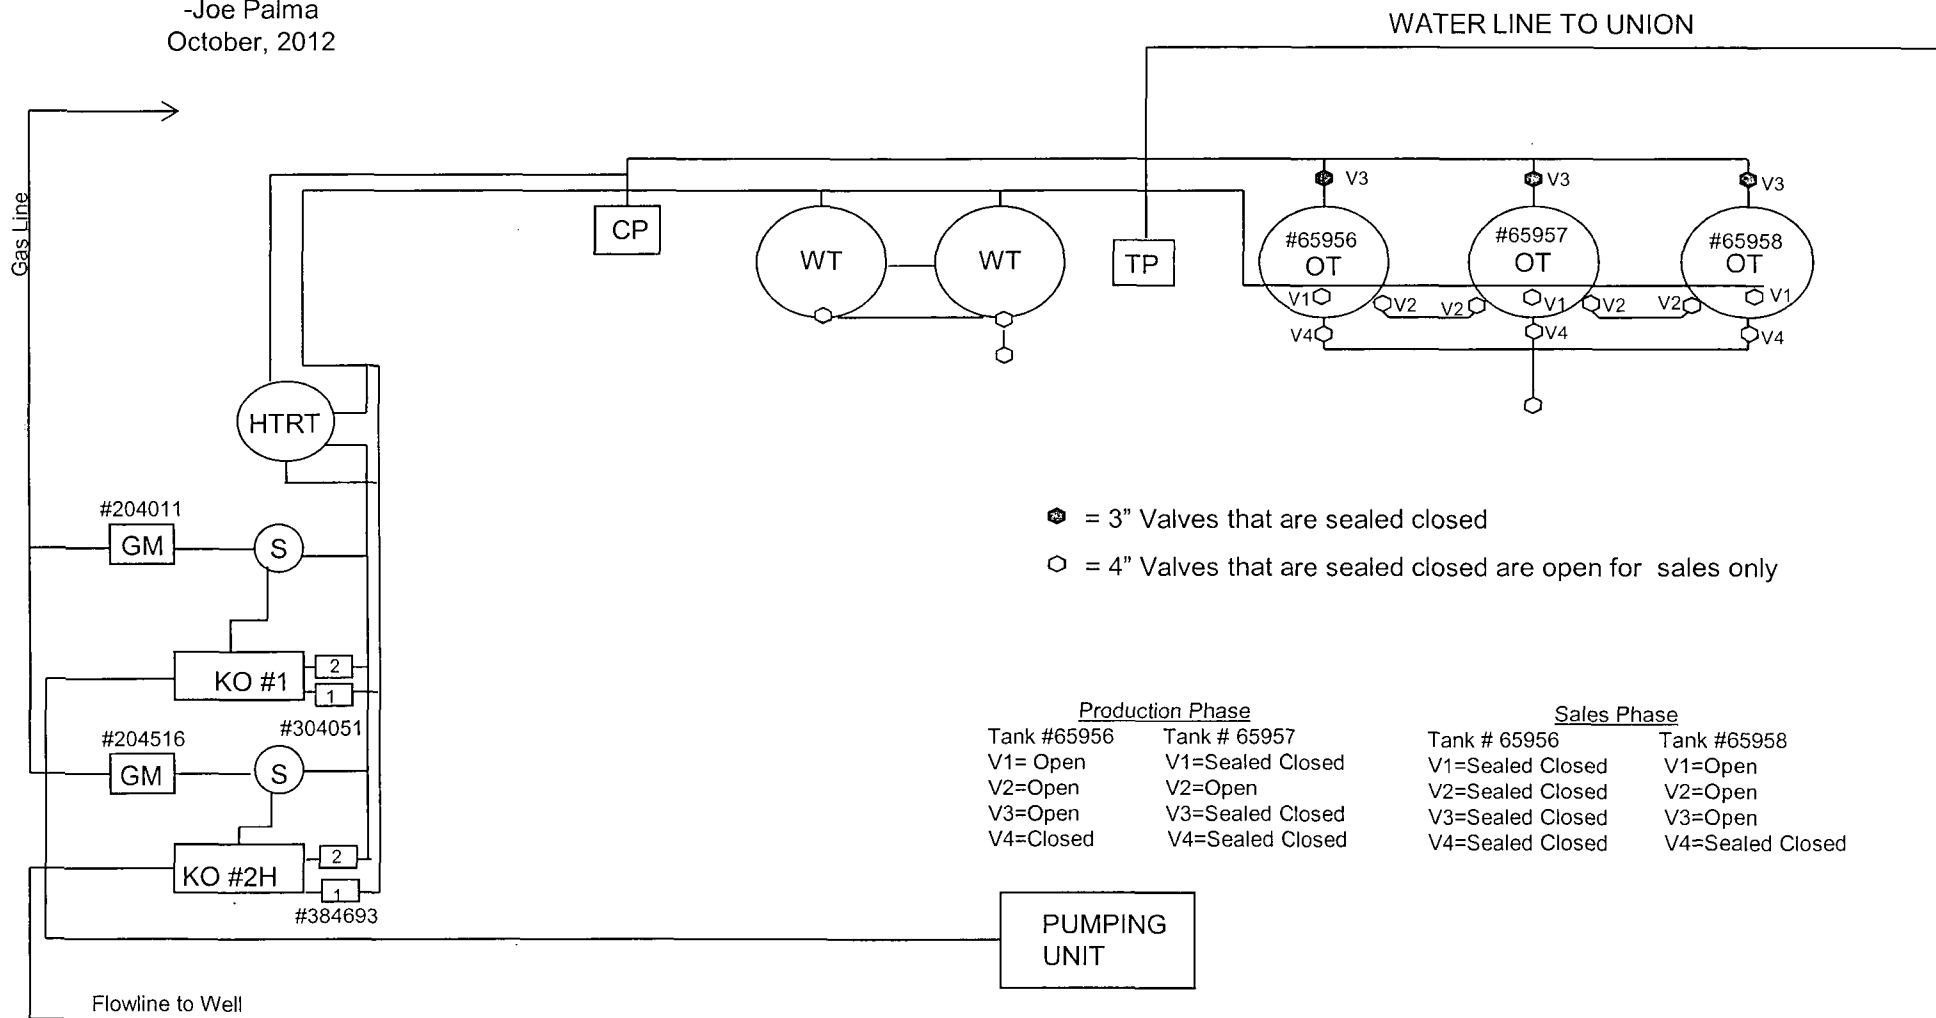 -Joe Palma
October, 2012
WATER LINE TO UNION
Gas Line
CP
WT
WT
TP
V3
V3
V3
#65956
OT
#65957
OT
#65958
OT
V1
V2
V2
V1
V2
V2
V1
V4
V4
V4
HTRT
#204011
GM
S
KO #1
2
1
#304051
#204516
GM
S
KO #2H
2
1
#384693
= 3” Valves that are sealed closed
= 4” Valves that are sealed closed are open for sales only
Production Phase
Tank #65956 Tank # 65957
V1= Open V1=Sealed Closed
V2=Open V2=Open
V3=Open V3=Sealed Closed
V4=Closed V4=Sealed Closed
Sales Phase
Tank # 65956 Tank #65958
V1=Sealed Closed V1=Open
V2=Sealed Closed V2=Open
V3=Sealed Closed V3=Open
V4=Sealed Closed V4=Sealed Closed
PUMPING
UNIT
Flowline to Well